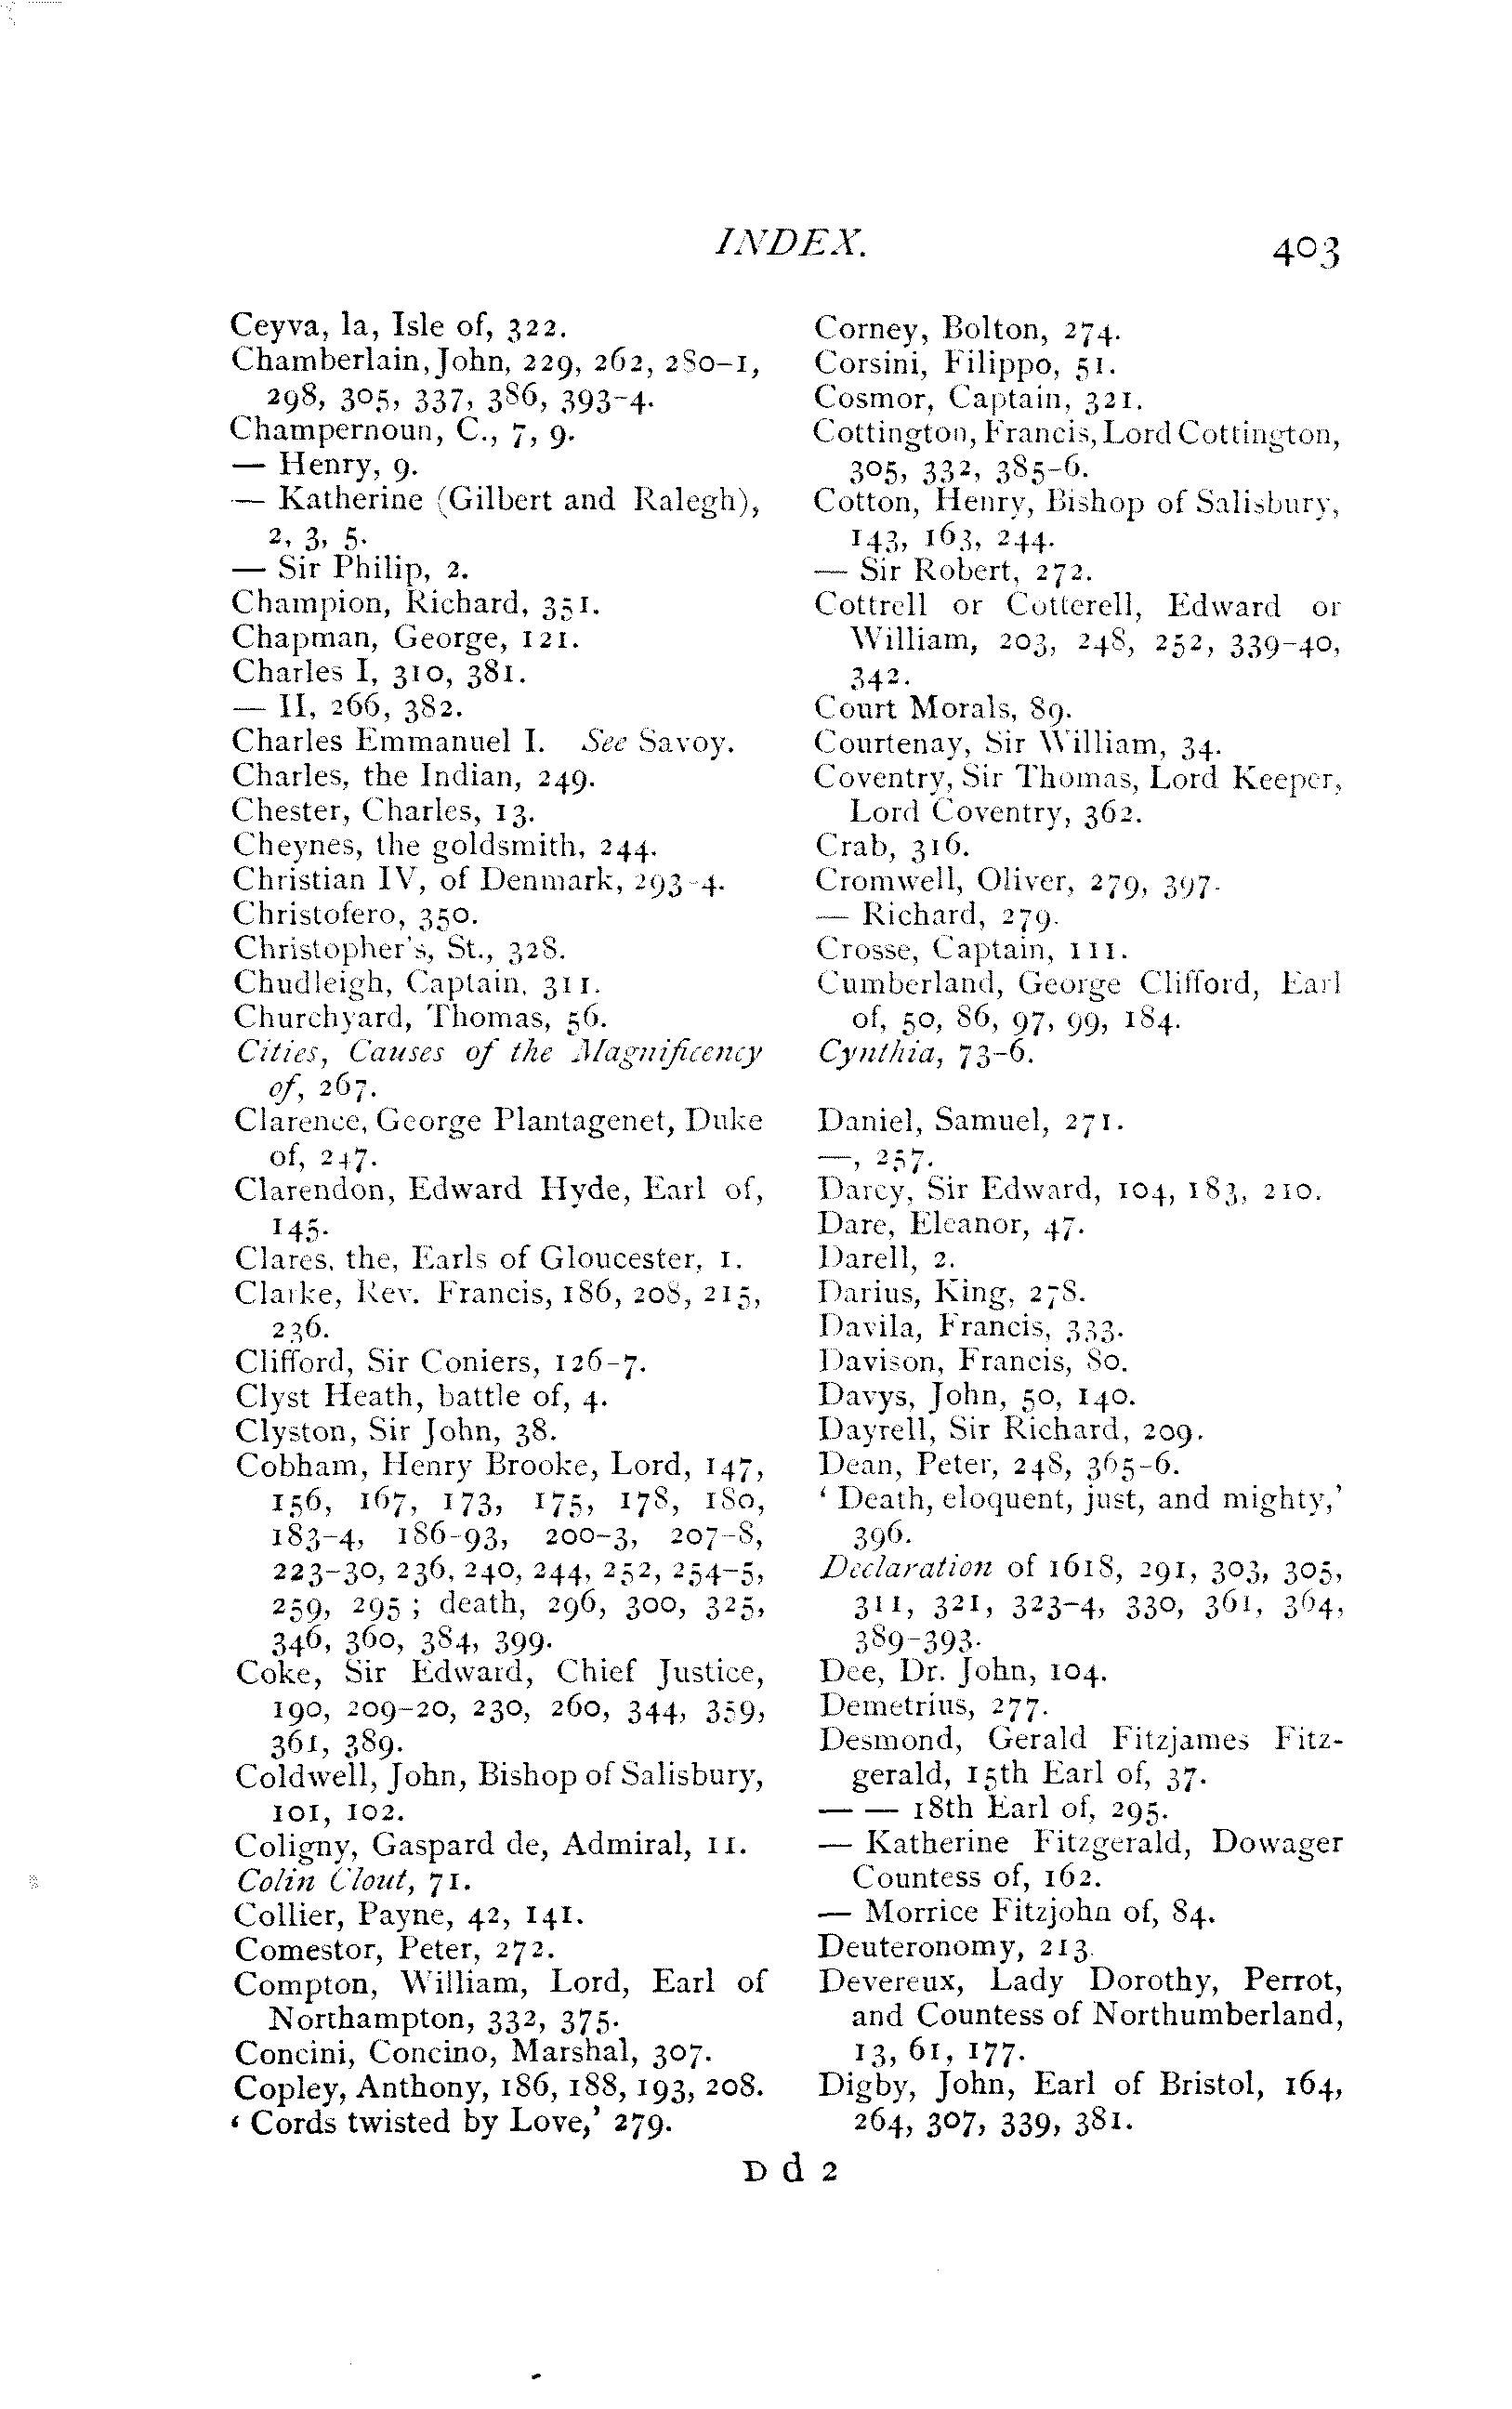 INDEX.
403
Ceyva, la, Isle of, 322.
Chamberlain, John, 229, 262, 280-1,
298, 305, 337, 386, 393-4.
Champernoun, C., 7, 9.
— Henry, 9.
— Katherine (Gilbert and Ralegh),
2, 3, 5.
— Sir Philip, 2.
Champion, Richard, 351.
Chapman, George, 121.
Charles I, 310, 381.
— II, 266, 382.
Charles Emmanuel I. See Savoy.
Charles, the Indian, 249.
Chester, Charles, 13.
Cheynes, the goldsmith, 244.
Christian IV, of Denmark, 293-4.
Christofero, 350.
Christopher's, St., 328.
Chudleigh, Captain, 311.
Churchyard, Thomas, 56.
Cities, Causes of the Magnificency
of, 267.
Clarence, George Plantagenet, Duke
of, 247.
Clarendon, Edward Hyde, Earl of,
145.
Clares, the, Earls of Gloucester, 1.
Clarke, Rev. Francis, 186, 208, 215,
236.
Clifford, Sir Coniers, 126-7.
Clyst Heath, battle of, 4.
Clyston, Sir John, 38.
Cobham, Henry Brooke, Lord, 147,
156, 167, 173, 175, 178, 180,
183-4, 186-93, 200-3, 207-8,
223-30, 236, 240, 244, 252, 254-5,
259, 295; death, 296, 300, 325,
346, 360, 384, 399.
Coke, Sir Edward, Chief Justice,
190, 209-20, 230, 260, 344, 359,
361, 389.
Coldwell, John, Bishop of Salisbury,
101, 102.
Coligny, Gaspard de, Admiral, 11.
Colin Clout, 71.
Collier, Payne, 42, 141.
Comestor, Peter, 272.
Compton, William, Lord, Earl of
Northampton, 332, 375.
Concini, Concino, Marshal, 307.
Copley, Anthony, 186, 188, 193, 208.
‘ Cords twisted by Love,’ 279.
Corney, Bolton, 274.
Corsini, Filippo, 51.
Cosmor, Captain, 321.
Cottington, Francis, Lord Cottington,
305, 332, 385-6.
Cotton, Henry, Bishop of Salisbury,
143, 163, 244.
— Sir Robert, 272.
Cottrell or Cotterell, Edward or
William, 203, 248, 252, 339-40,
342.
Court Morals, 89.
Courtenay, Sir William, 34.
Coventry, Sir Thomas, Lord Keeper,
Lord Coventry, 362.
Crab, 316.
Cromwell, Oliver, 279, 397.
— Richard, 279.
Crosse, Captain, 111.
Cumberland, George Clifford, Earl
of, 50, 86, 97, 99, 184.
Cynthia, 73-6.
Daniel, Samuel, 271.
—, 257.
Darcy, Sir Edward, 104, 183, 210.
Dare, Eleanor, 47.
Darell, 2.
Darius, King, 278.
Davila, Francis, 333.
Davison, Francis, 80.
Davys, John, 50, 140.
Dayrell, Sir Richard, 209.
Dean, Peter, 248, 365-6.
‘ Death, eloquent, just, and mighty,’
396.
Declaration of 1618, 291, 303, 305,
311, 321, 323-4, 330, 361, 364,
389-393.
Dee, Dr. John, 104.
Demetrius, 277.
Desmond, Gerald Fitzjames Fitz-
gerald, 15th Earl of, 37.
— — 18th Earl of, 295.
— Katherine Fitzgerald, Dowager
Countess of, 162.
— Morrice Fitzjohn of, 84.
Deuteronomy, 213.
Devereux, Lady Dorothy, Perrot,
and Countess of Northumberland,
13, 61, 177.
Digby, John, Earl of Bristol, 164,
264, 307, 339, 381.
D d 2